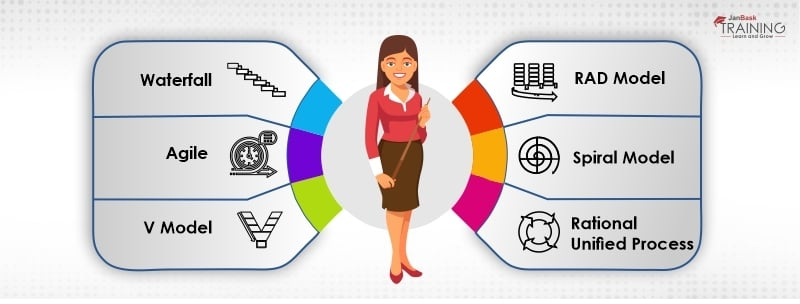 JanBask
TRAINING
Learn and Grow
Waterfall
Agile
V Model
RAD Model
Spiral Model
Rational
Unified Process